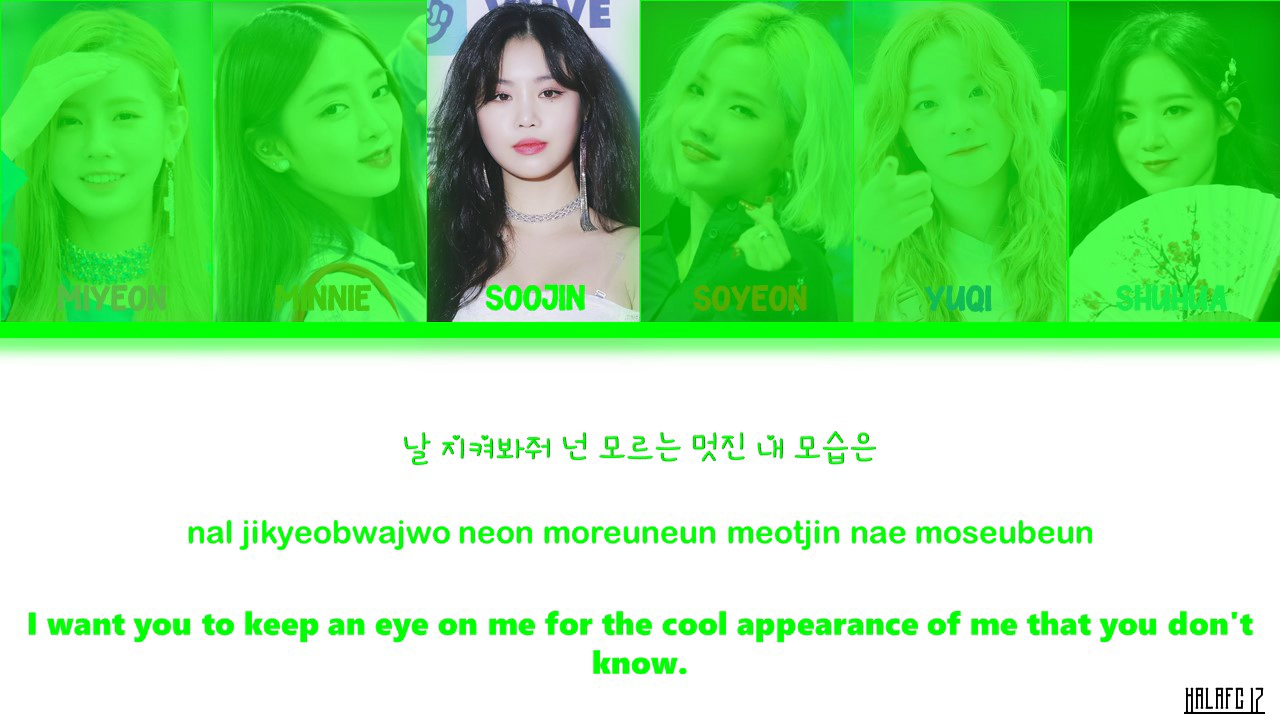 VLIVE
MIYEON
MINNIE
SOOJIN
SOYEON
YUQI
SHUHUA
날 지켜봐줘 넌 모르는 멋진 내 모습은
nal jikyeobwajwo neon moreuneun meotjin nae moseubeun
I want you to keep an eye on me for the cool appearance of me that you don't
know.
HALAFG 17